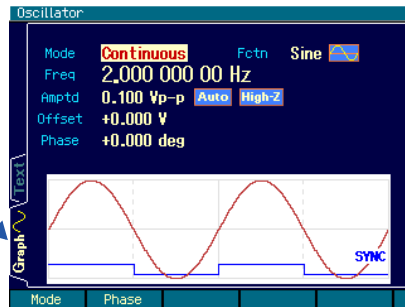 Oscillator
Mode Continuous Fctn Sine
Freq 2.000 000 00 Hz
Amptd 0.100 Vp-p Auto High-Z
Offset +0.000 V
Phase +0.000 deg
Text
Graph
SYNC
Mode Phase